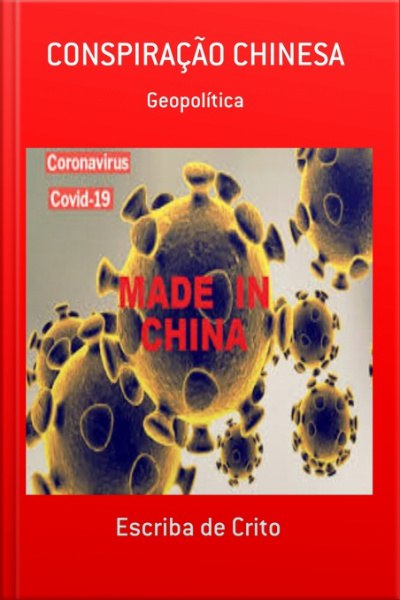 CONSPIRAÇÃO CHINESA
Geopolítica
Coronavirus
Covid-19
MADE IN
CHINA
Escriba de Crito